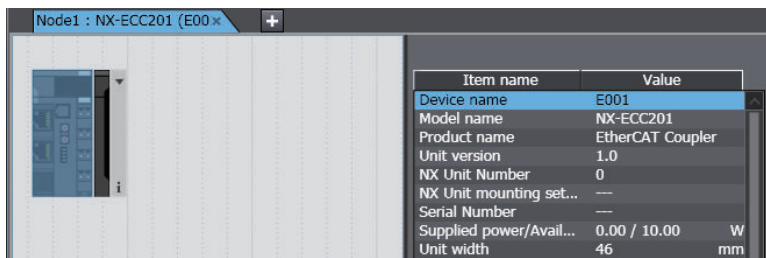 Node1 : NX-ECC201 (E00 × +
Item name Value
Device name E001
Model name NX-ECC201
Product name EtherCAT Coupler
Unit version 1.0
NX Unit Number 0
NX Unit mounting set... ---
Serial Number ---
Supplied power/Avail... 0.00 / 10.00 W
Unit width 46 mm
i